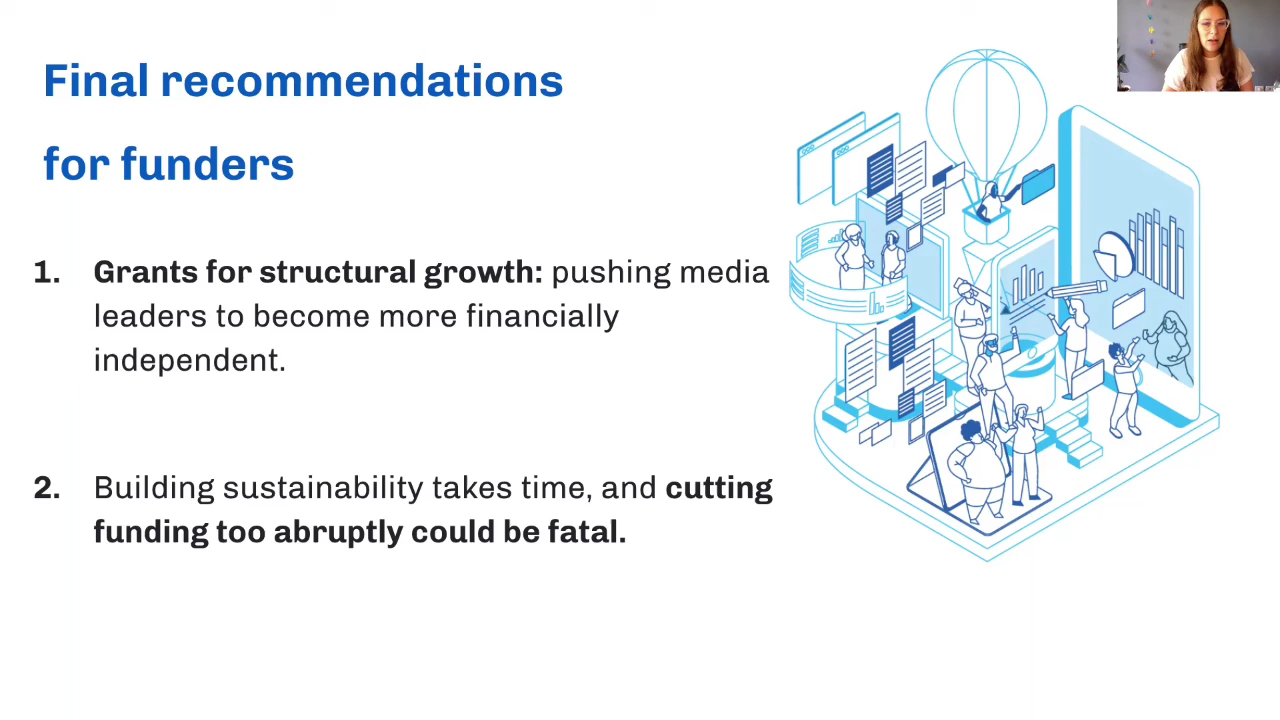 Final recommendations
for funders
1. Grants for structural growth: pushing media
leaders to become more financially
independent.
2. Building sustainability takes time, and cutting
funding too abruptly could be fatal.